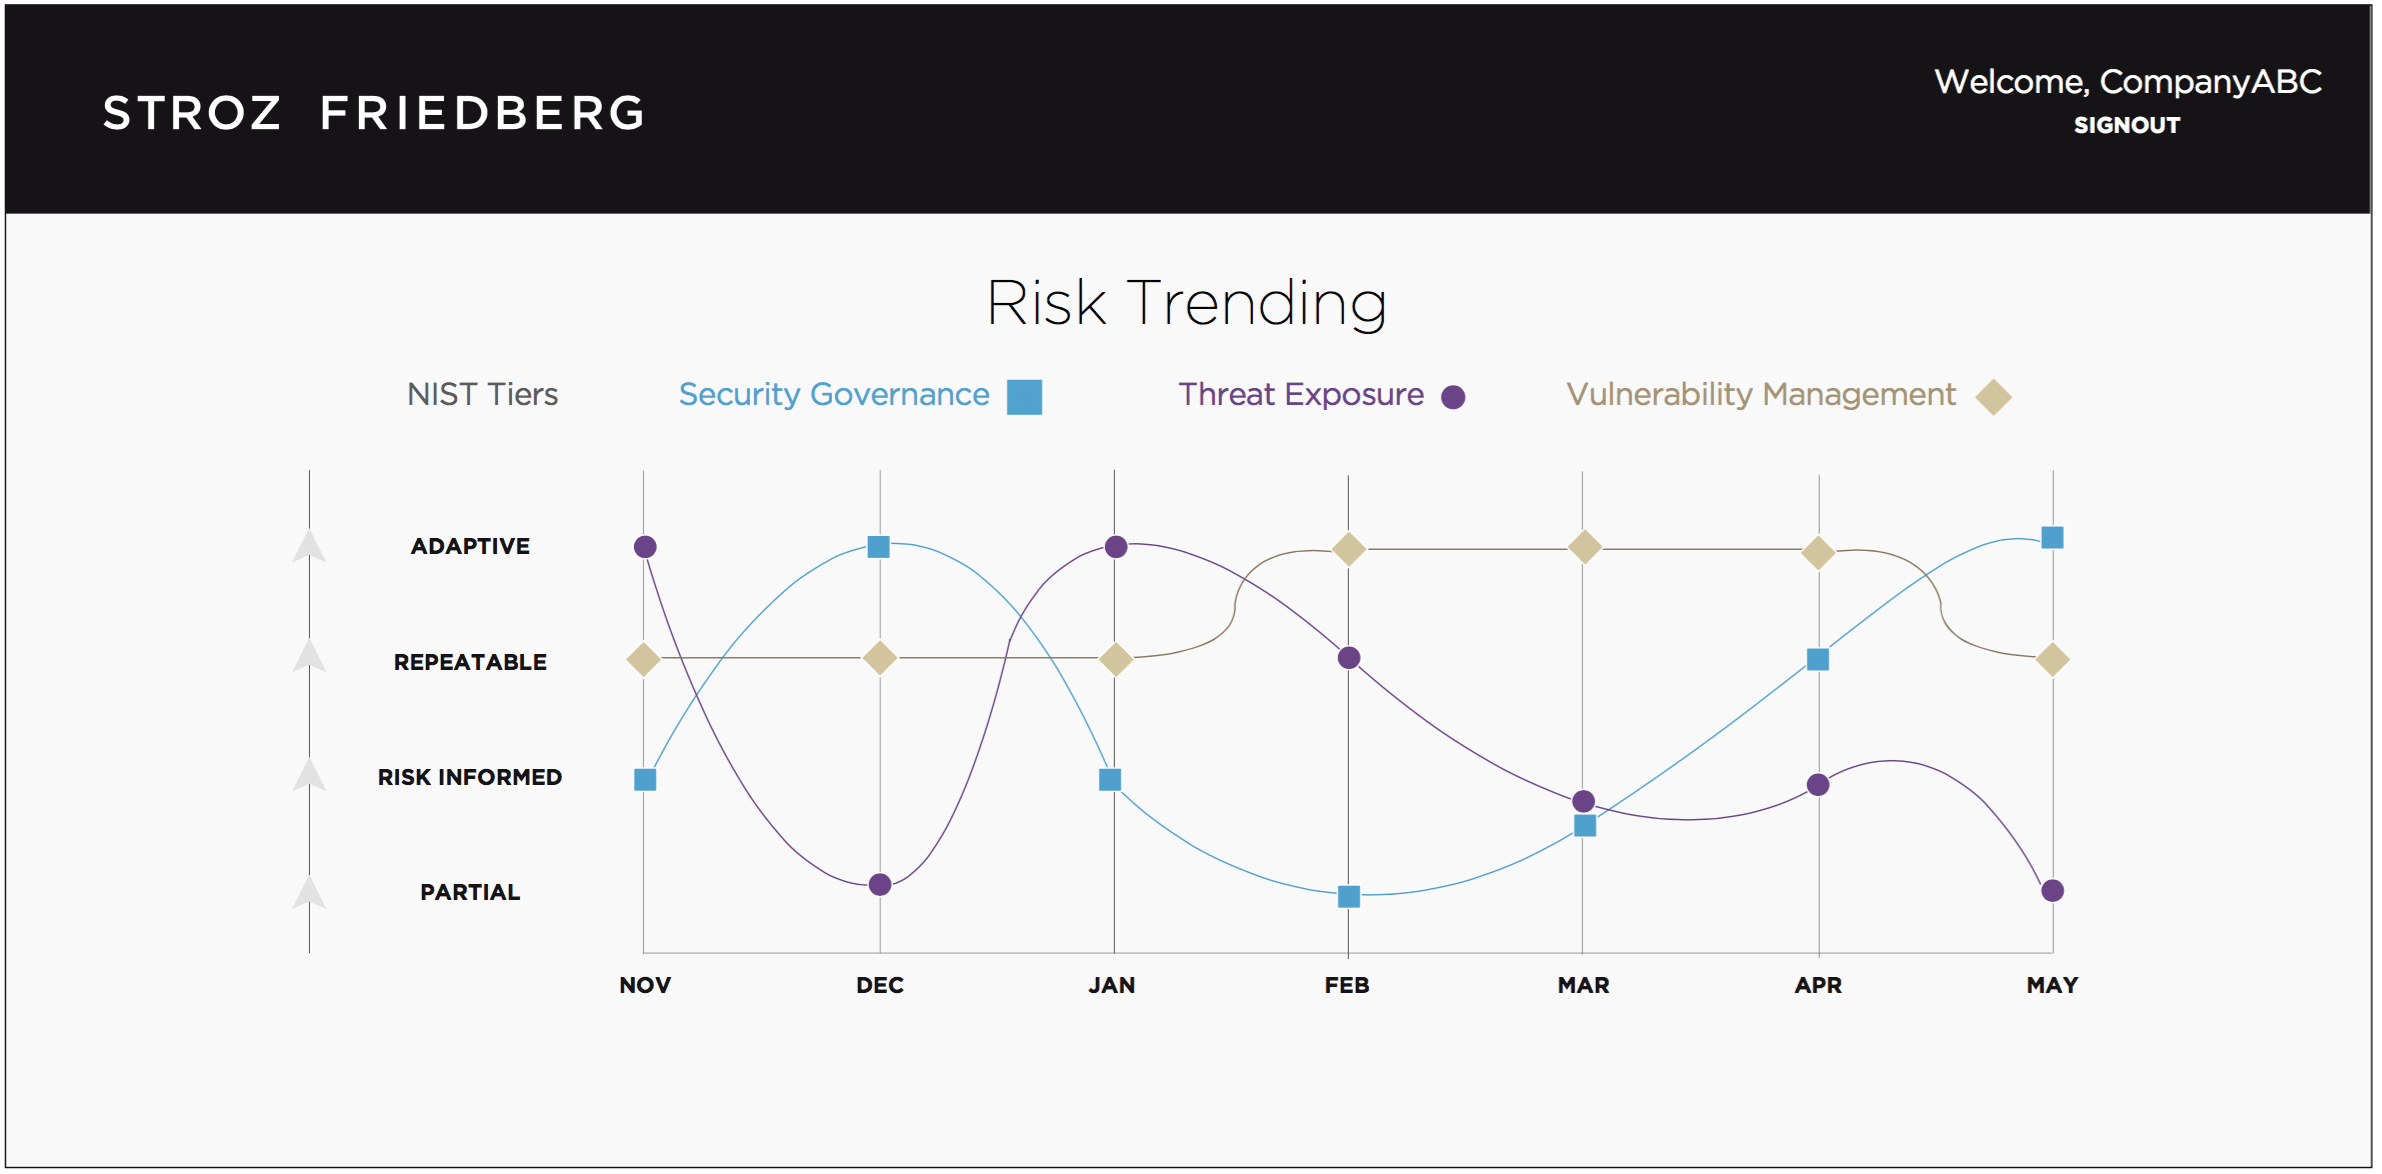 STROZ FRIEDBERG
Welcome, CompanyABC
SIGNOUT
Risk Trending
NIST Tiers
Security Governance
Threat Exposure
Vulnerability Management
ADAPTIVE
REPEATABLE
RISK INFORMED
PARTIAL
NOV DEC JAN FEB MAR APR MAY